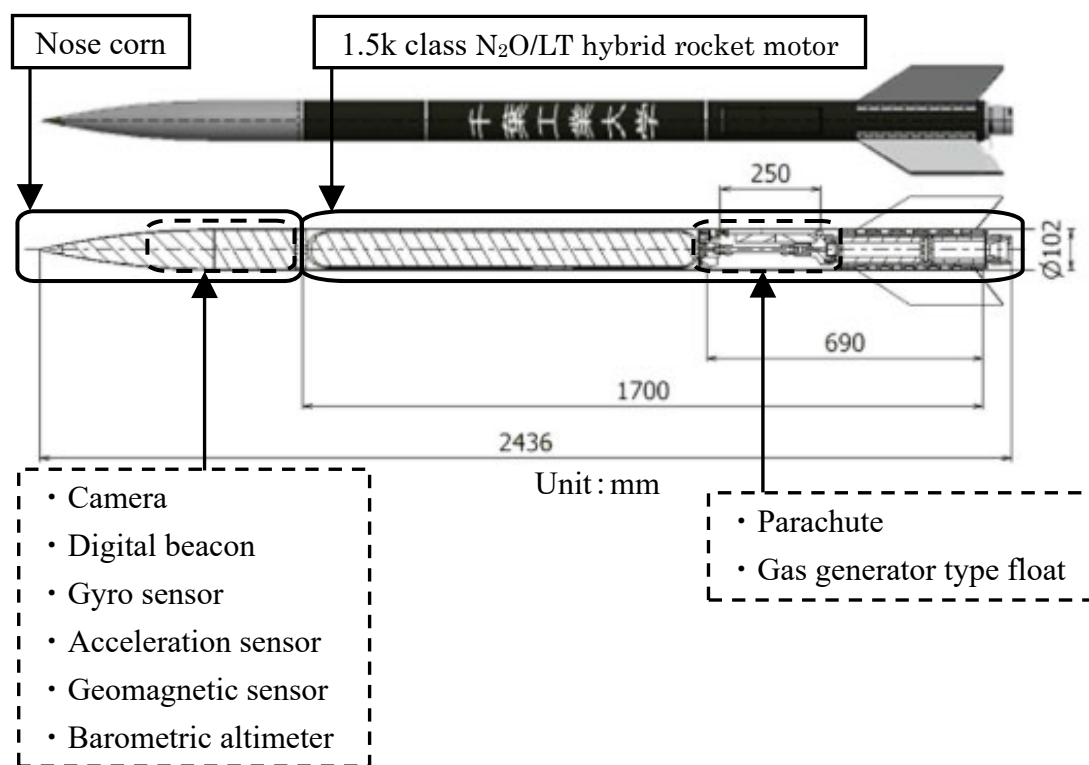 Nose corn
1.5k class N₂O/LT hybrid rocket motor
千葉工業大学
250
Ø102
690
1700
2436
Unit：mm
・Camera
・Digital beacon
・Gyro sensor
・Acceleration sensor
・Geomagnetic sensor
・Barometric altimeter
・Parachute
・Gas generator type float